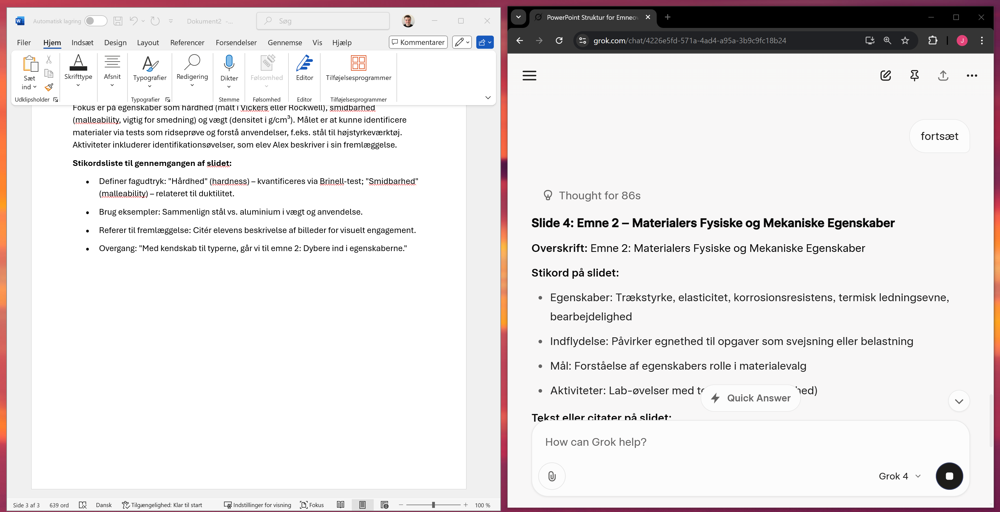 Automatisk lagring
Dokument2 -...
Søg
Filer Hjem Indsæt Design Layout Referencer Forsendelser Gennemse Vis Hjælp Kommentarer
Sæt ind
Skrifttype
Afsnit
Typografier
Redigering
Dikter
Følsomhed
Editor
Tilføjelsesprogrammer
Udklipsholder
Typografier
Stemme
Følsomhed
Editor
Tilføjelsesprogrammer
Fokus er på egenskaber som hårdhed (målt i Vickers eller Rockwell), smidbarhed
(malleability, vigtig for smedning) og vægt (densitet i g/cm³). Målet er at kunne identificere
materialer via tests som ridseprøve og forstå anvendelser, f.eks. stål til højstyrkeværktøj.
Aktiviteter inkluderer identifikationsøvelser, som elev Alex beskriver i sin fremlæggelse.
Stikordsliste til gennemgangen af slidet:
• Definer fagudtryk: "Hårdhed" (hardness) – kvantificeres via Brinell-test; "Smidbarhed"
(malleability) – relateret til duktilitet.
• Brug eksempler: Sammenlign stål vs. aluminium i vægt og anvendelse.
• Referer til fremlæggelse: Citér elevens beskrivelse af billeder for visuelt engagement.
• Overgang: "Med kendskab til typerne, går vi til emne 2: Dybere ind i egenskaberne."
Side 3 af 3 639 ord Dansk Tilgængelighed: Klar til start Indstillinger for visning Fokus 100 %
PowerPoint Struktur for Emneov
grok.com/chat/4226e5fd-571a-4ad4-a95a-3b9c9fc18b24
J
fortsæt
Thought for 86s
Slide 4: Emne 2 – Materialers Fysiske og Mekaniske Egenskaber
Overskrift: Emne 2: Materialers Fysiske og Mekaniske Egenskaber
Stikord på slidet:
• Egenskaber: Trækstyrke, elasticitet, korrosionsresistens, termisk ledningsevne,
bearbejdelighed
• Indflydelse: Påvirker egnethed til opgaver som svejsning eller belastning
• Mål: Forståelse af egenskabers rolle i materialevalg
• Aktiviteter: Lab-øvelser med
Quick Answer
Tekst eller citater på slidet:
How can Grok help?
Grok 4